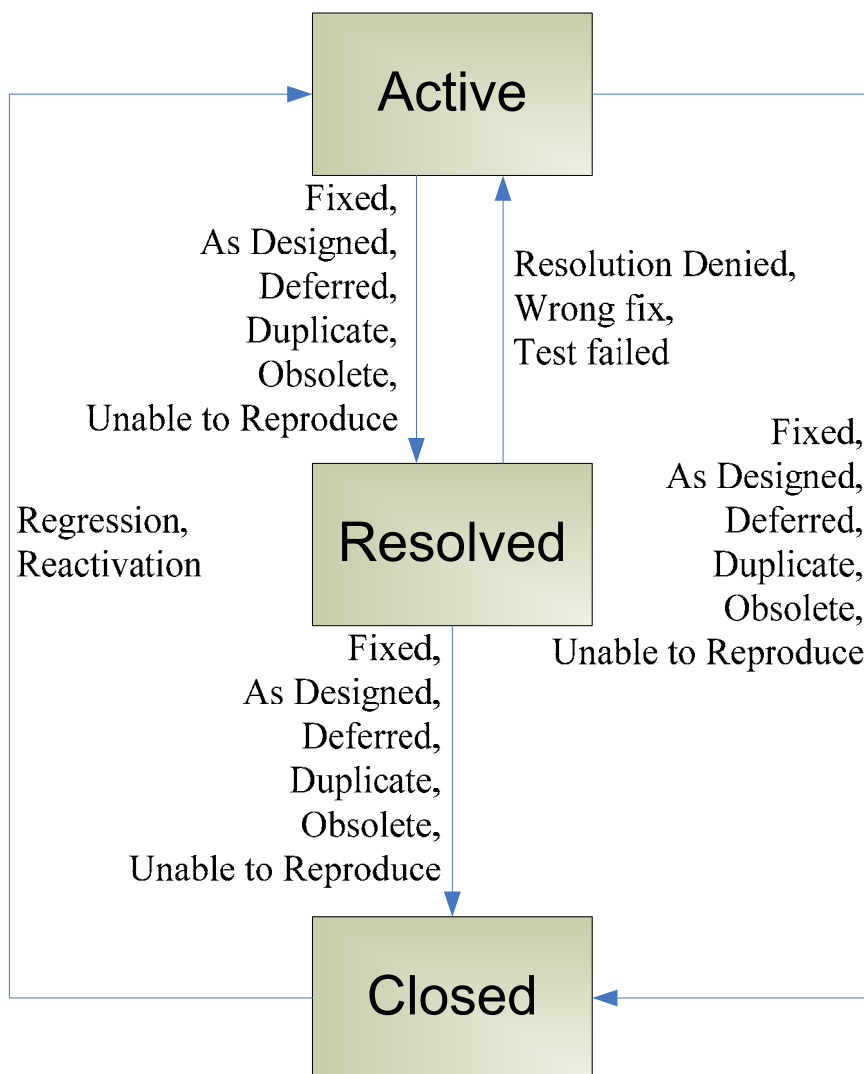 Active
Fixed,
As Designed,
Deferred,
Duplicate,
Obsolete,
Unable to Reproduce
Resolution Denied,
Wrong fix,
Test failed
Regression,
Reactivation
Resolved
Fixed,
As Designed,
Deferred,
Duplicate,
Obsolete,
Unable to Reproduce
Fixed,
As Designed,
Deferred,
Duplicate,
Obsolete,
Unable to Reproduce
Closed